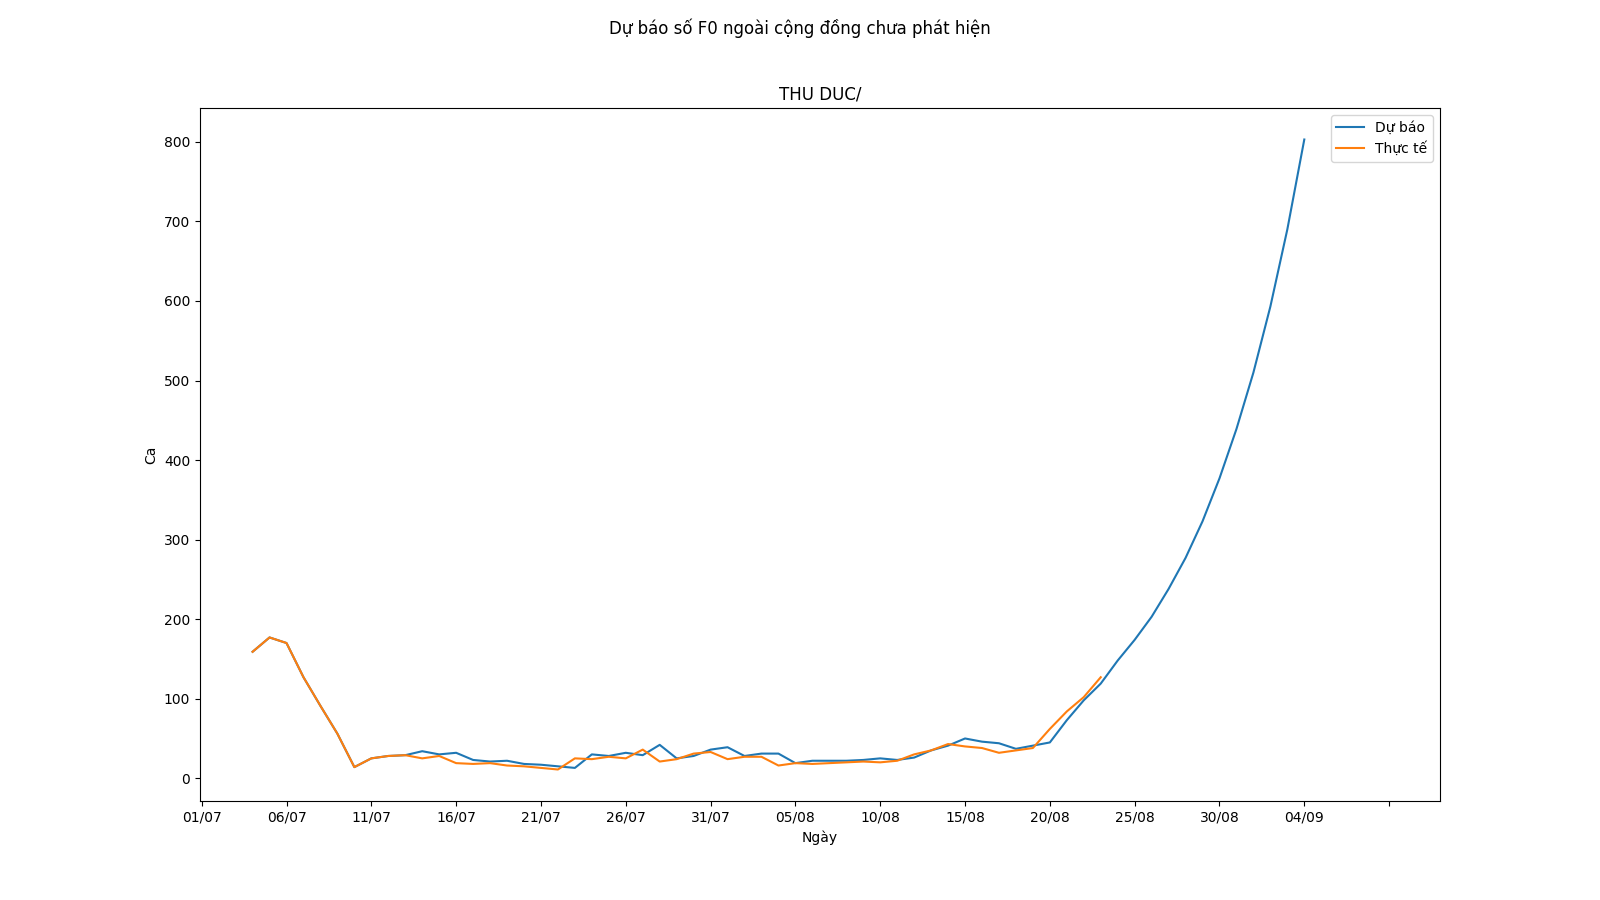 Dự báo số F0 ngoài cộng đồng chưa phát hiện
THU DUC/
Dự báo
Thực tế
800
700
600
500
400
300
200
100
0
Ca
01/07 06/07 11/07 16/07 21/07 26/07 31/07 05/08 10/08 15/08 20/08 25/08 30/08 04/09
Ngày